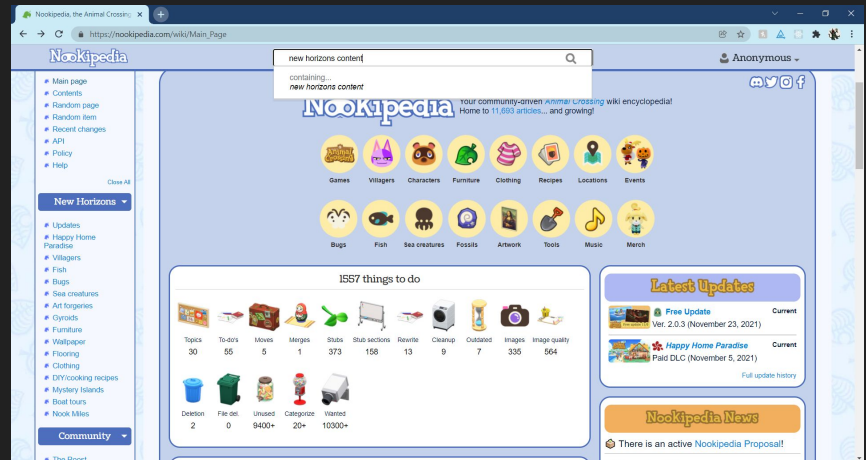 Nookipedia, the Animal Crossing
https://nookipedia.com/wiki/Main_Page
Nookipedia
new horizons content
Anonymous
containing...
new horizons content
Main page
Contents
Random page
Random item
Recent changes
API
Policy
Help
Close All
New Horizons
Updates
Happy Home
Paradise
Villagers
Fish
Bugs
Sea creatures
Art forgeries
Gyroids
Furniture
Wallpaper
Flooring
Clothing
DIY/cooking recipes
Mystery Islands
Boat tours
Nook Miles
Community
The Roost
Nookipedia
Your community-driven Animal Crossing wiki encyclopedia!
Home to 11,693 articles... and growing!
Games Villagers Characters Furniture Clothing Recipes Locations Events
Bugs Fish Sea creatures Fossils Artwork Tools Music Merch
1557 things to do
Topics To-do's Moves Merges Stubs Stub sections Rewrite Cleanup Outdated Images Image quality
30 55 5 1 373 158 13 9 7 335 564
Deletion File del. Unused Categorize Wanted
2 0 9400+ 20+ 10300+
Latest Updates
Free Update Current
Ver. 2.0.3 (November 23, 2021)
Happy Home Paradise Current
Paid DLC (November 5, 2021)
Full update history
Nookipedia News
There is an active Nookipedia Proposal!